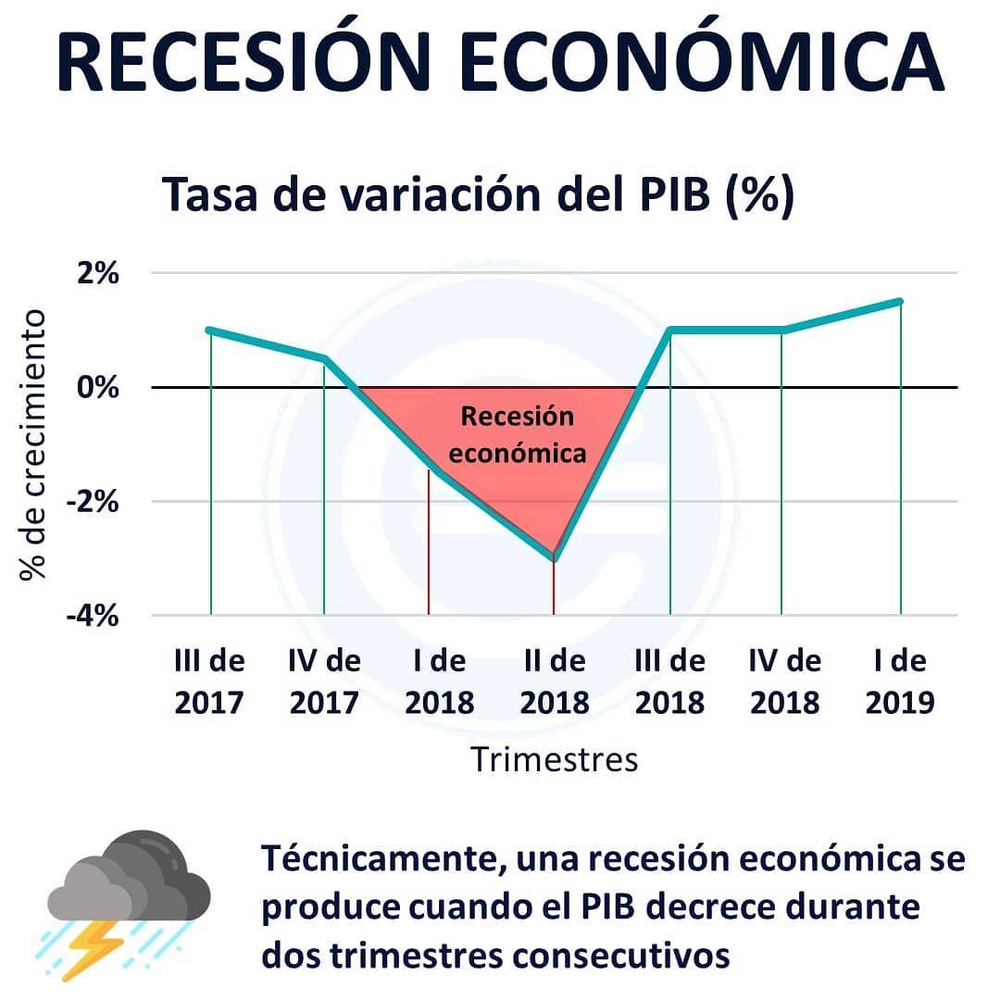 RECESIÓN ECONÓMICA
Tasa de variación del PIB (%)
2%
0%
-2%
-4%
% de crecimiento
Recesión
económica
III de
2017
IV de
2017
I de
2018
II de
2018
III de
2018
IV de
2018
I de
2019
Trimestres
Técnicamente, una recesión económica se
produce cuando el PIB decrece durante
dos trimestres consecutivos